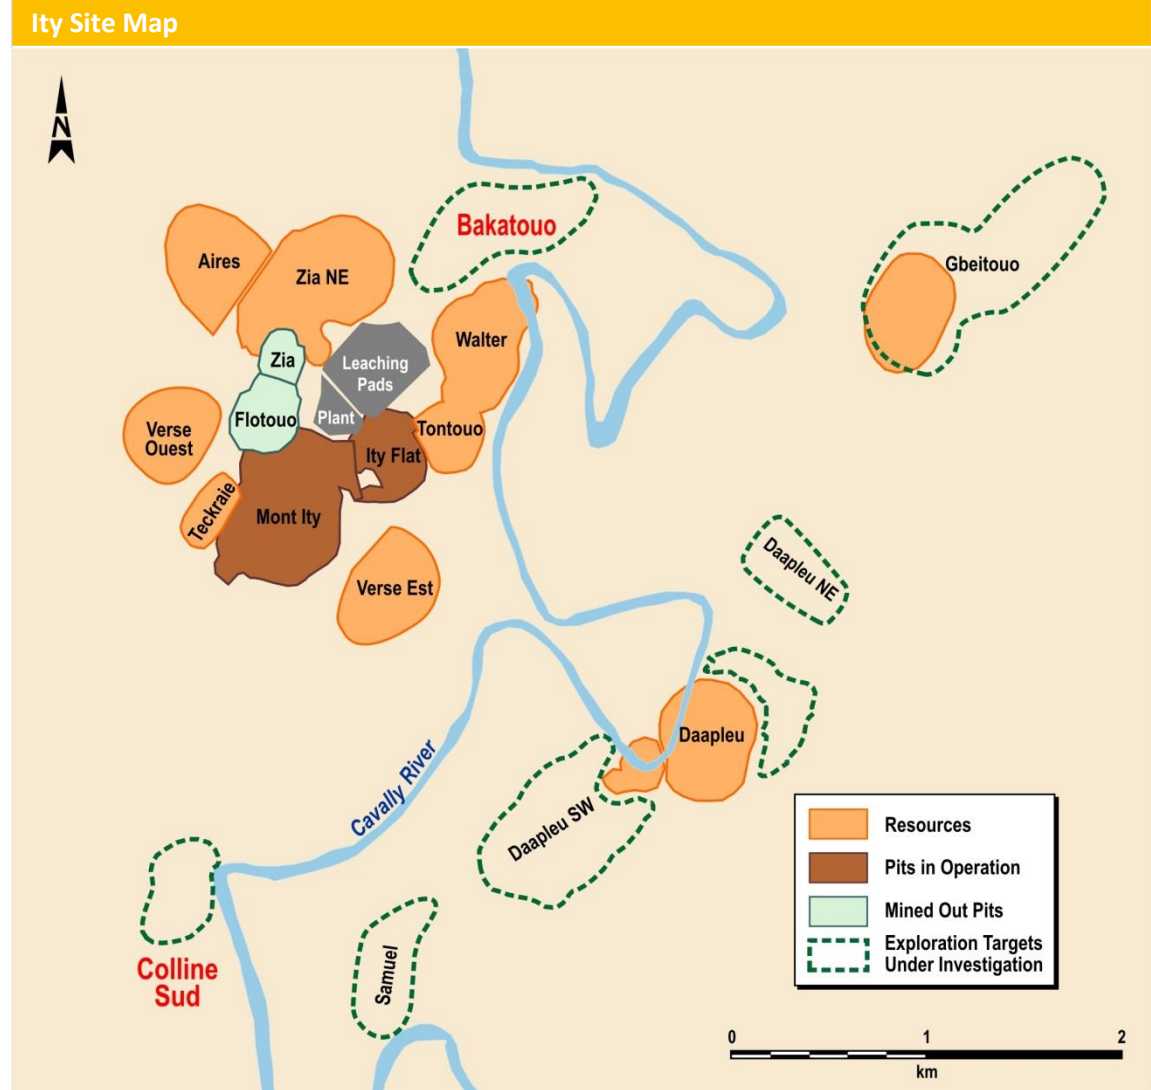 Ity Site Map
N
Bakatouo
Aires
Zia NE
Gbeitouo
Walter
Zia
Leaching
Pads
Plant
Flotouo
Tontouo
Verse
Ouest
Ity Flat
Teckraie
Mont Ity
Daapleu NE
Verse Est
Daapleu
Cavally River
Daapleu SW
Colline
Sud
Samuel
Resources
Pits in Operation
Mined Out Pits
Exploration Targets
Under Investigation
0 1 2
km